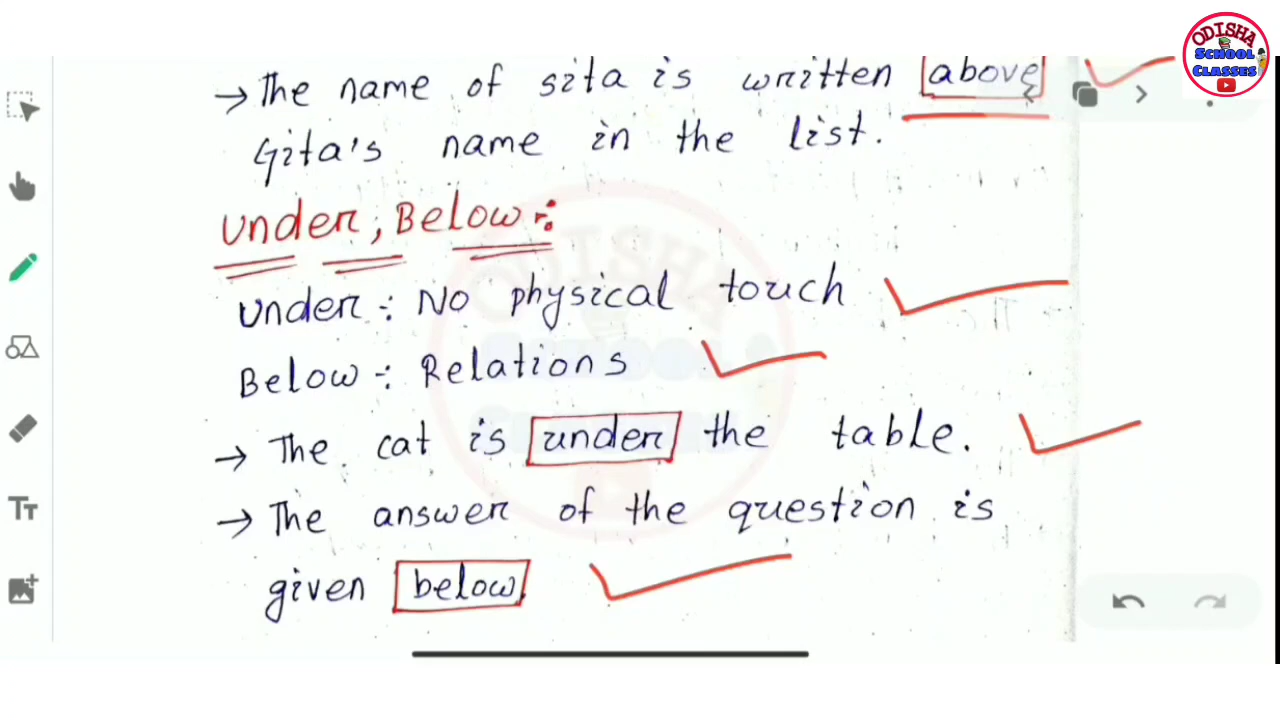 ODISHA
SCHOOL
CLASSES
→ The name of sita is written above
Gita's name in the list.
Under, Below :-
Under :- No physical touch
Below :- Relations
→ The cat is under the table.
→ The answer of the question is
given below.
TT